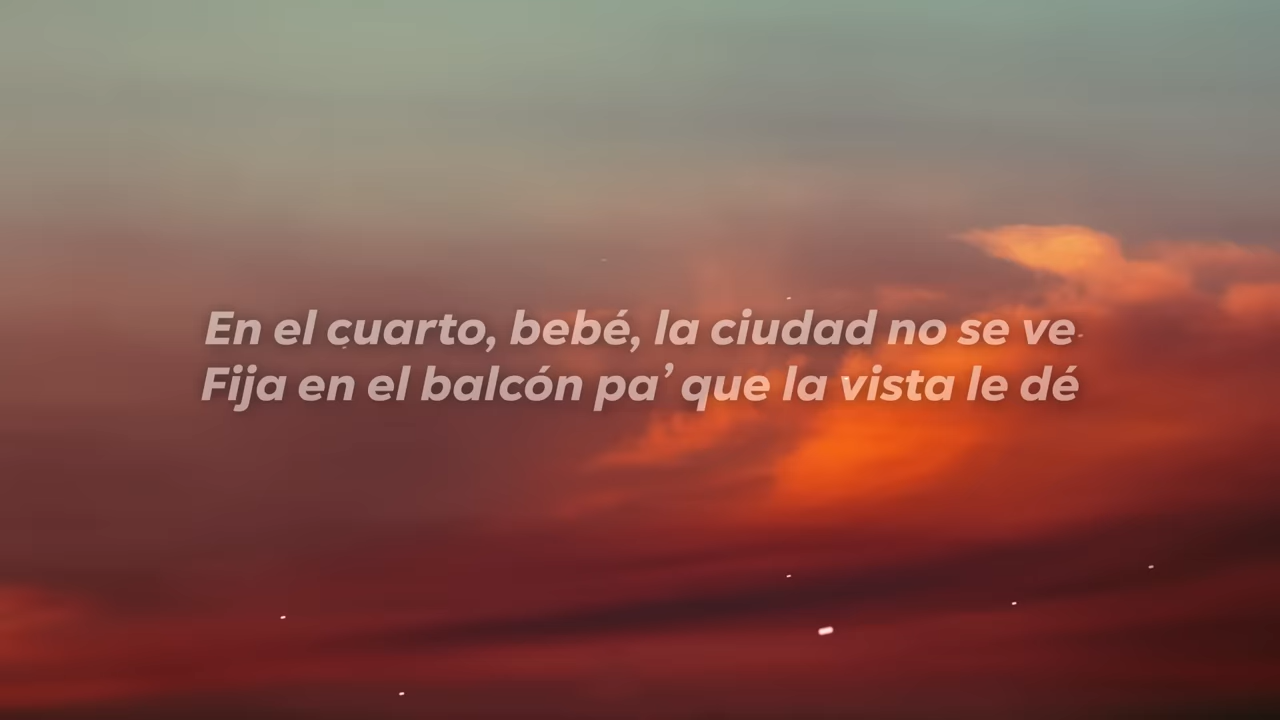 En el cuarto, bebé, la ciudad no se ve
Fija en el balcón pa’ que la vista le dé